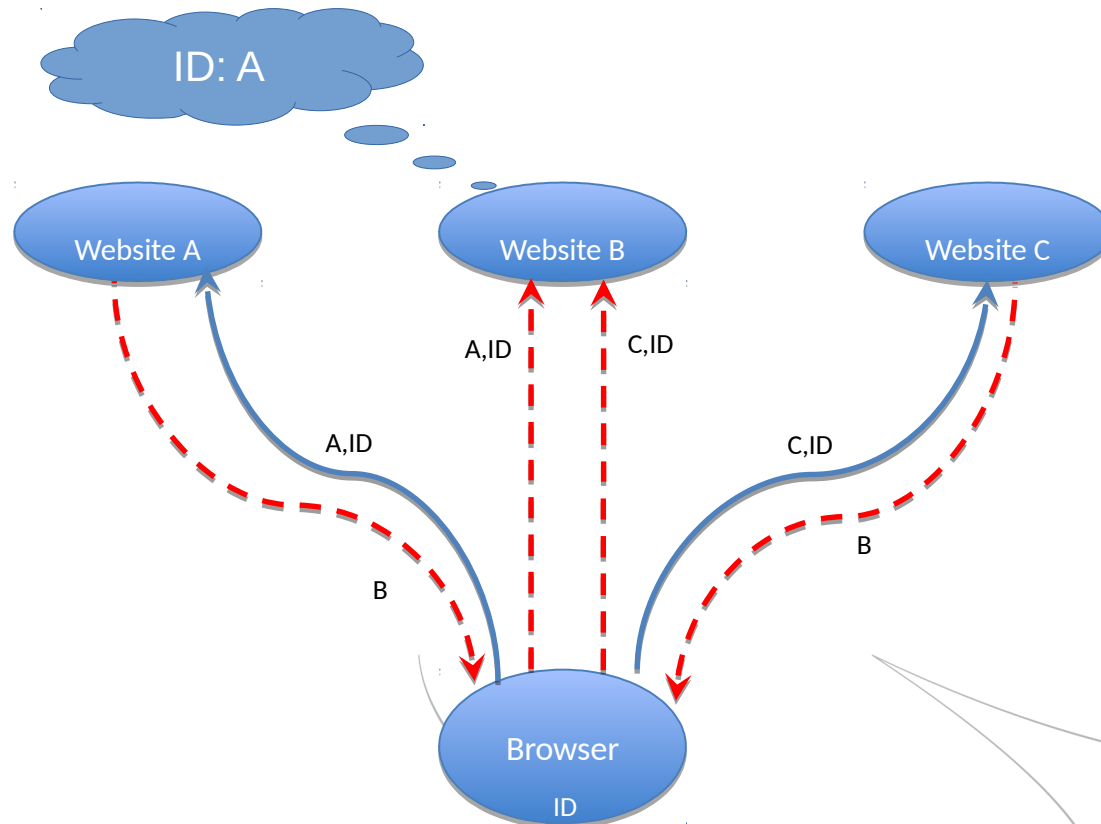 ID: A
Website A
Website B
Website C
A,ID
C,ID
A,ID
C,ID
B
B
Browser
ID